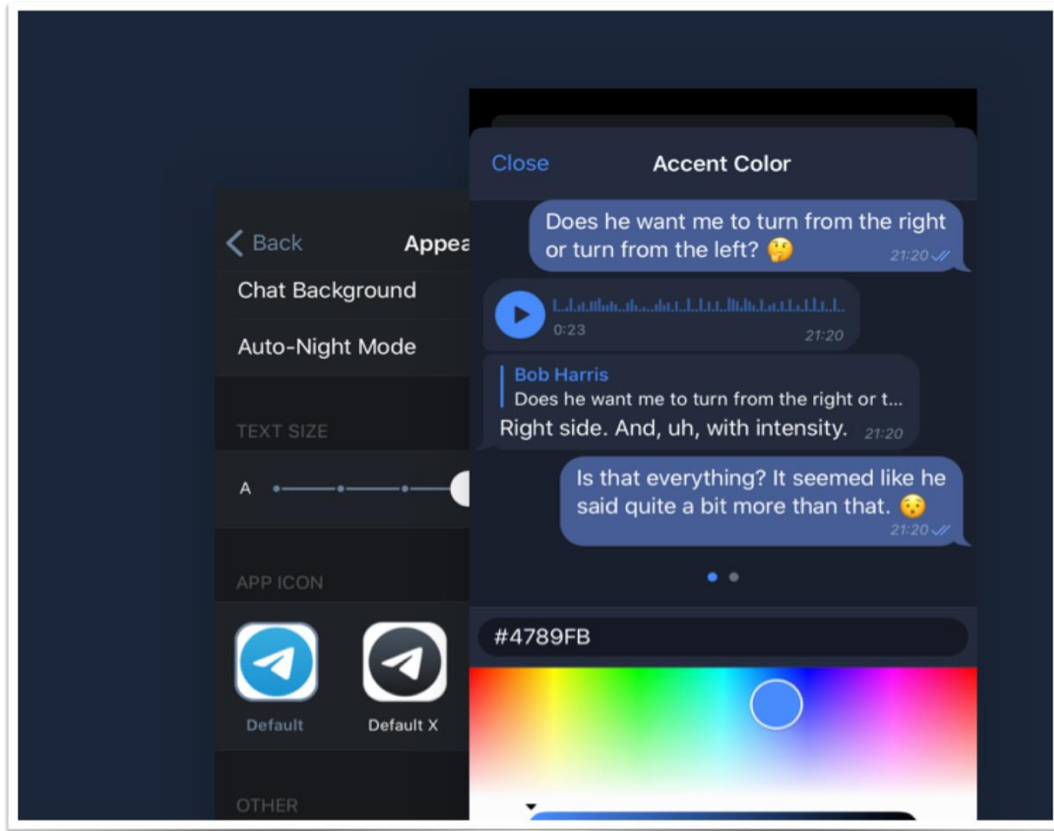 Back
Appea
Chat Background
Auto-Night Mode
TEXT SIZE
A
APP ICON
Default
Default X
OTHER
Close
Accent Color
Does he want me to turn from the right
or turn from the left? 🤔
21:20
0:23
21:20
Bob Harris
Does he want me to turn from the right or t...
Right side. And, uh, with intensity. 21:20
Is that everything? It seemed like he
said quite a bit more than that. 😯
21:20
#4789FB